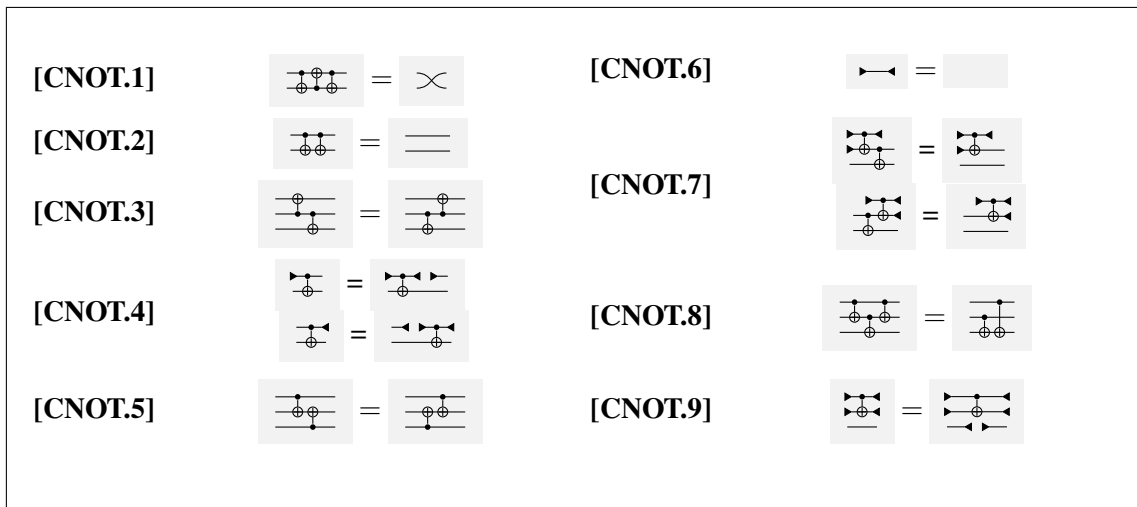 [CNOT.1] =
[CNOT.2] =
[CNOT.3] =
[CNOT.4] =
=
[CNOT.5] =
[CNOT.6] =
[CNOT.7] =
=
[CNOT.8] =
[CNOT.9] =